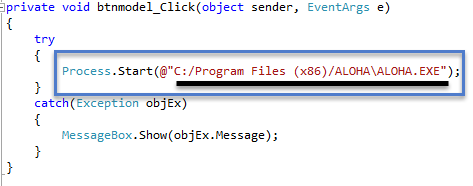 private void btnmodel_Click(object sender, EventArgs e)
{
try
{
Process.Start(@"C:/Program Files (x86)/ALOHA\ALOHA.EXE");
}
catch(Exception objEx)
{
MessageBox.Show(objEx.Message);
}
}